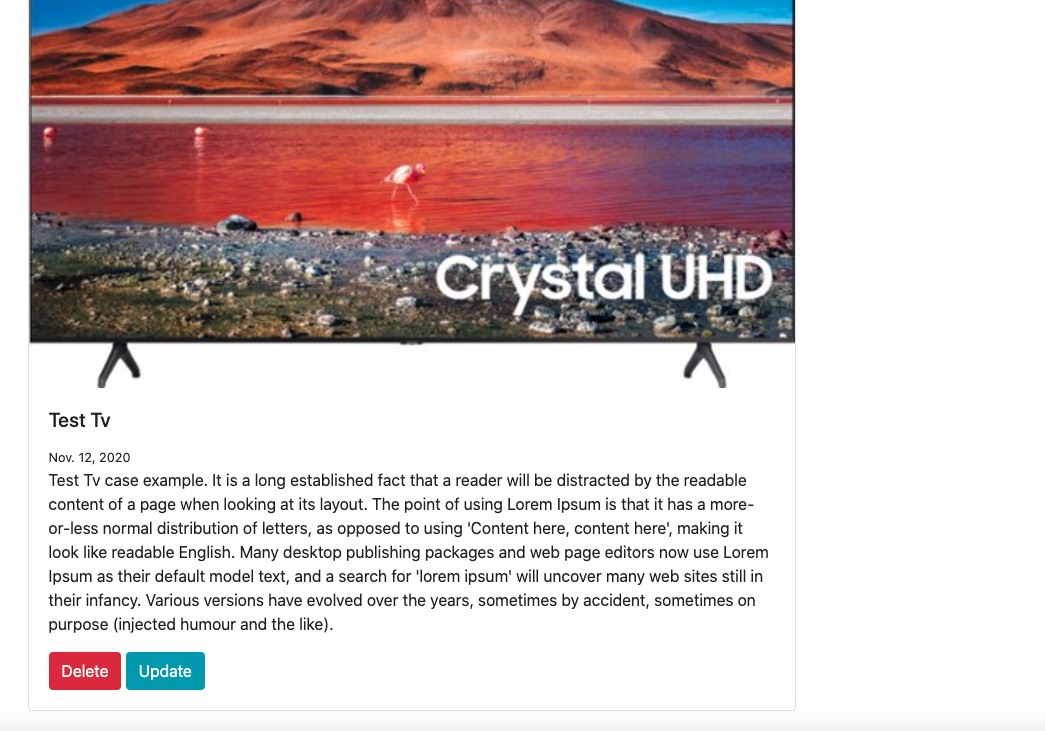 Crystal UHD
Test Tv
Nov. 12, 2020
Test Tv case example. It is a long established fact that a reader will be distracted by the readable
content of a page when looking at its layout. The point of using Lorem Ipsum is that it has a more-
or-less normal distribution of letters, as opposed to using 'Content here, content here', making it
look like readable English. Many desktop publishing packages and web page editors now use Lorem
Ipsum as their default model text, and a search for 'lorem ipsum' will uncover many web sites still in
their infancy. Various versions have evolved over the years, sometimes by accident, sometimes on
purpose (injected humour and the like).
Delete Update